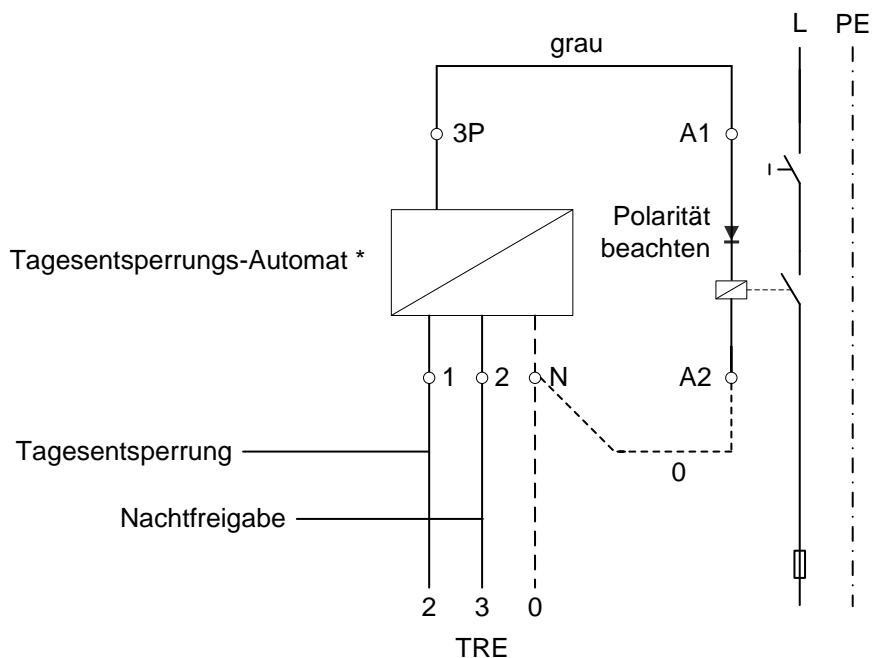 L PE
grau
3P A1
Polarität
beachten
Tagesentsperrungs-Automat *
1 2 N A2
Tagesentsperrung
0
Nachtfreigabe
2 3 0
TRE